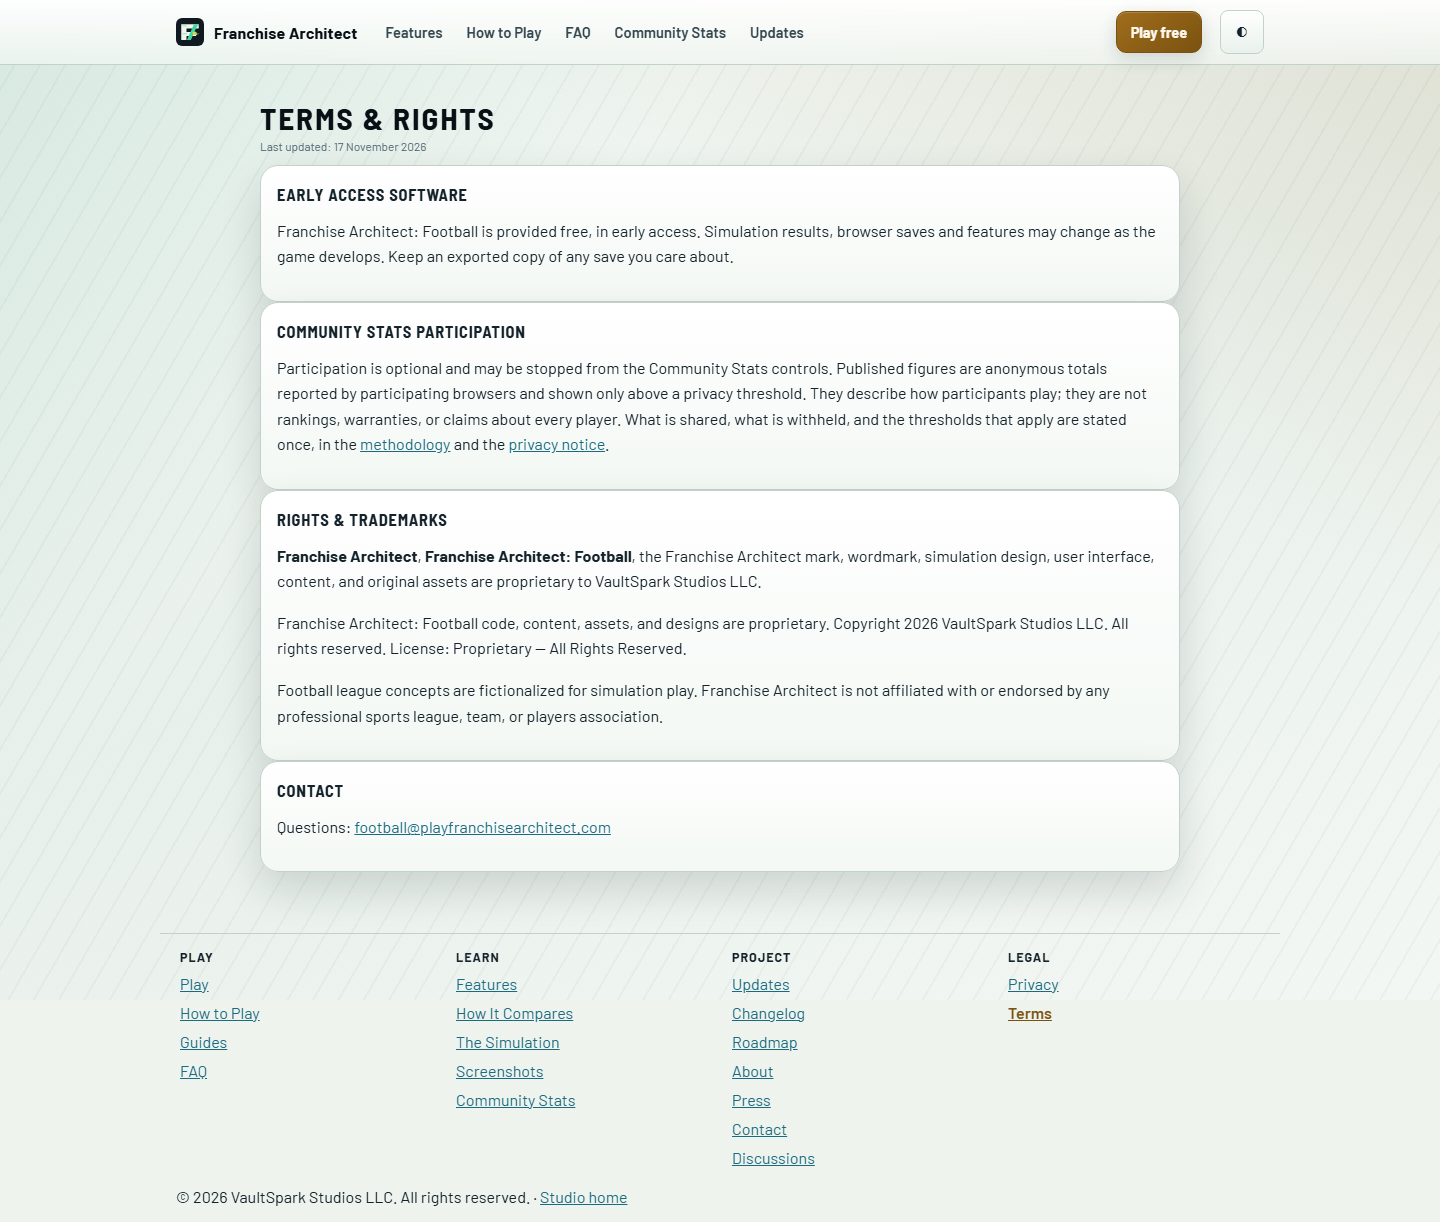 Franchise Architect Features How to Play FAQ Community Stats Updates Play free
TERMS & RIGHTS
Last updated: 17 November 2026
EARLY ACCESS SOFTWARE
Franchise Architect: Football is provided free, in early access. Simulation results, browser saves and features may change as the
game develops. Keep an exported copy of any save you care about.
COMMUNITY STATS PARTICIPATION
Participation is optional and may be stopped from the Community Stats controls. Published figures are anonymous totals
reported by participating browsers and shown only above a privacy threshold. They describe how participants play; they are not
rankings, warranties, or claims about every player. What is shared, what is withheld, and the thresholds that apply are stated
once, in the methodology and the privacy notice.
RIGHTS & TRADEMARKS
Franchise Architect, Franchise Architect: Football, the Franchise Architect mark, wordmark, simulation design, user interface,
content, and original assets are proprietary to VaultSpark Studios LLC.
Franchise Architect: Football code, content, assets, and designs are proprietary. Copyright 2026 VaultSpark Studios LLC. All
rights reserved. License: Proprietary — All Rights Reserved.
Football league concepts are fictionalized for simulation play. Franchise Architect is not affiliated with or endorsed by any
professional sports league, team, or players association.
CONTACT
Questions: football@playfranchisearchitect.com
PLAY
Play
How to Play
Guides
FAQ
LEARN
Features
How It Compares
The Simulation
Screenshots
Community Stats
PROJECT
Updates
Changelog
Roadmap
About
Press
Contact
Discussions
LEGAL
Privacy
Terms
© 2026 VaultSpark Studios LLC. All rights reserved. · Studio home